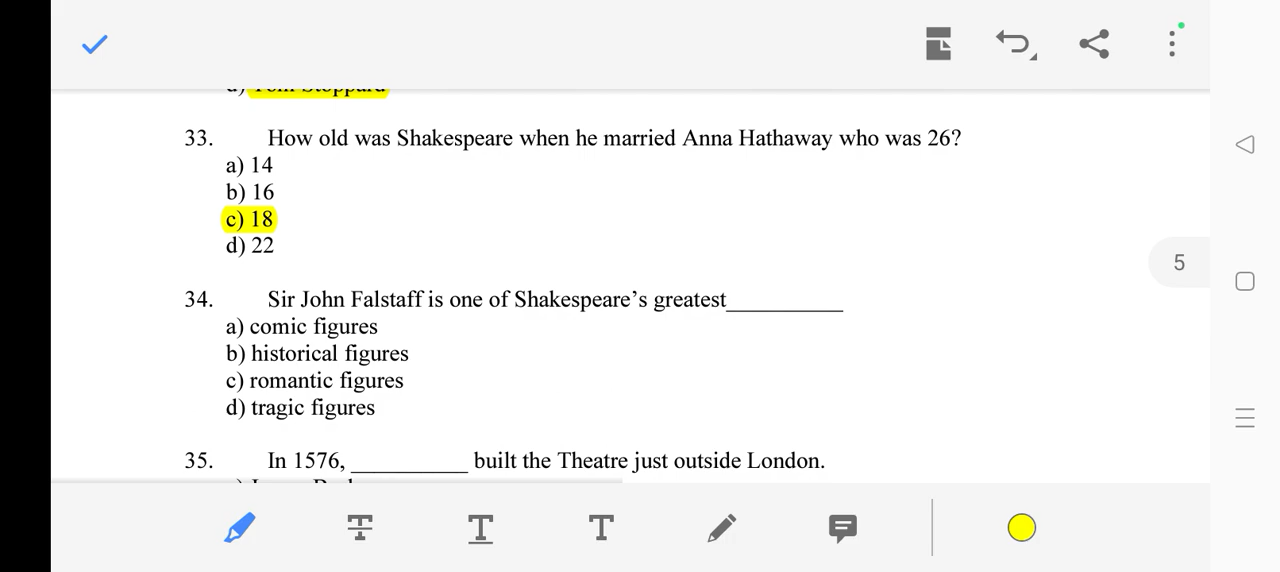 d) Tom Stoppard
33. How old was Shakespeare when he married Anna Hathaway who was 26?
a) 14
b) 16
c) 18
d) 22
5
34. Sir John Falstaff is one of Shakespeare’s greatest__________
a) comic figures
b) historical figures
c) romantic figures
d) tragic figures
35. In 1576, __________ built the Theatre just outside London.